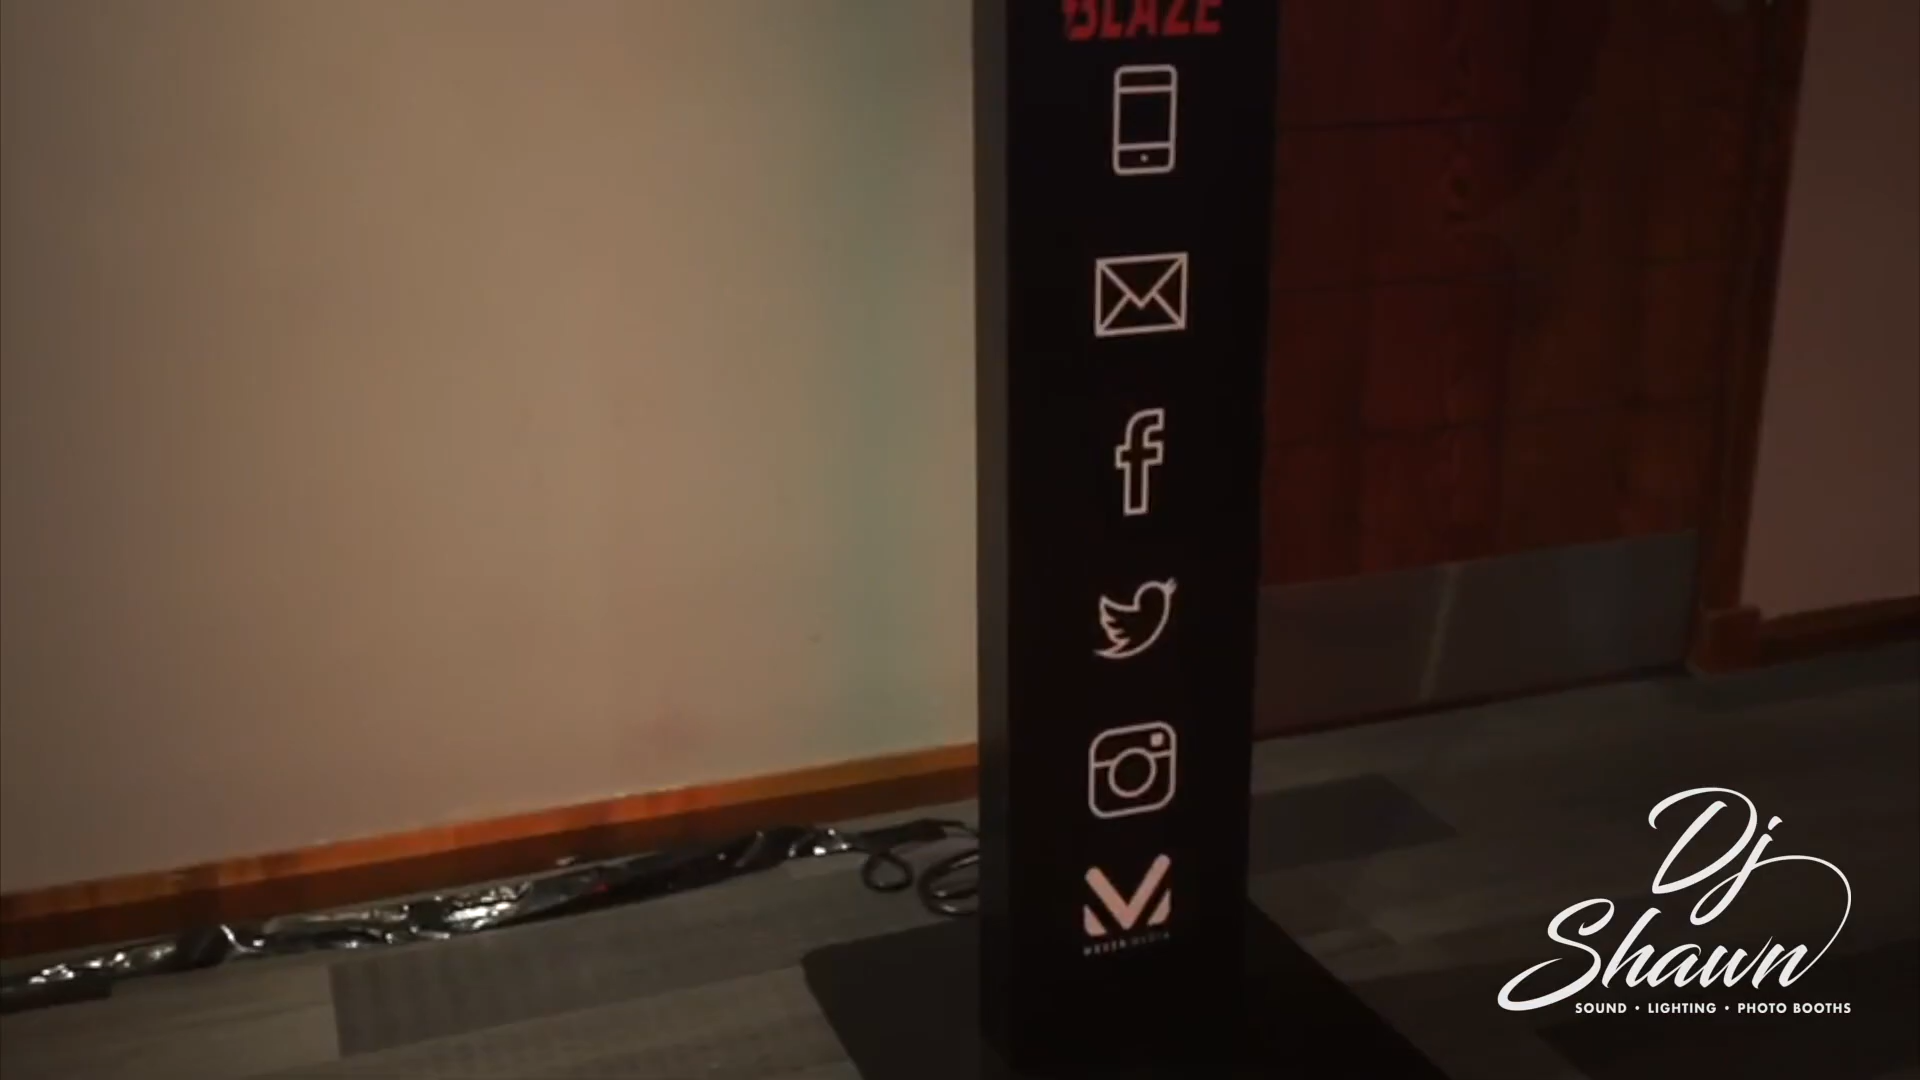 BLAZE
Dj
Shawn
SOUND • LIGHTING • PHOTO BOOTHS